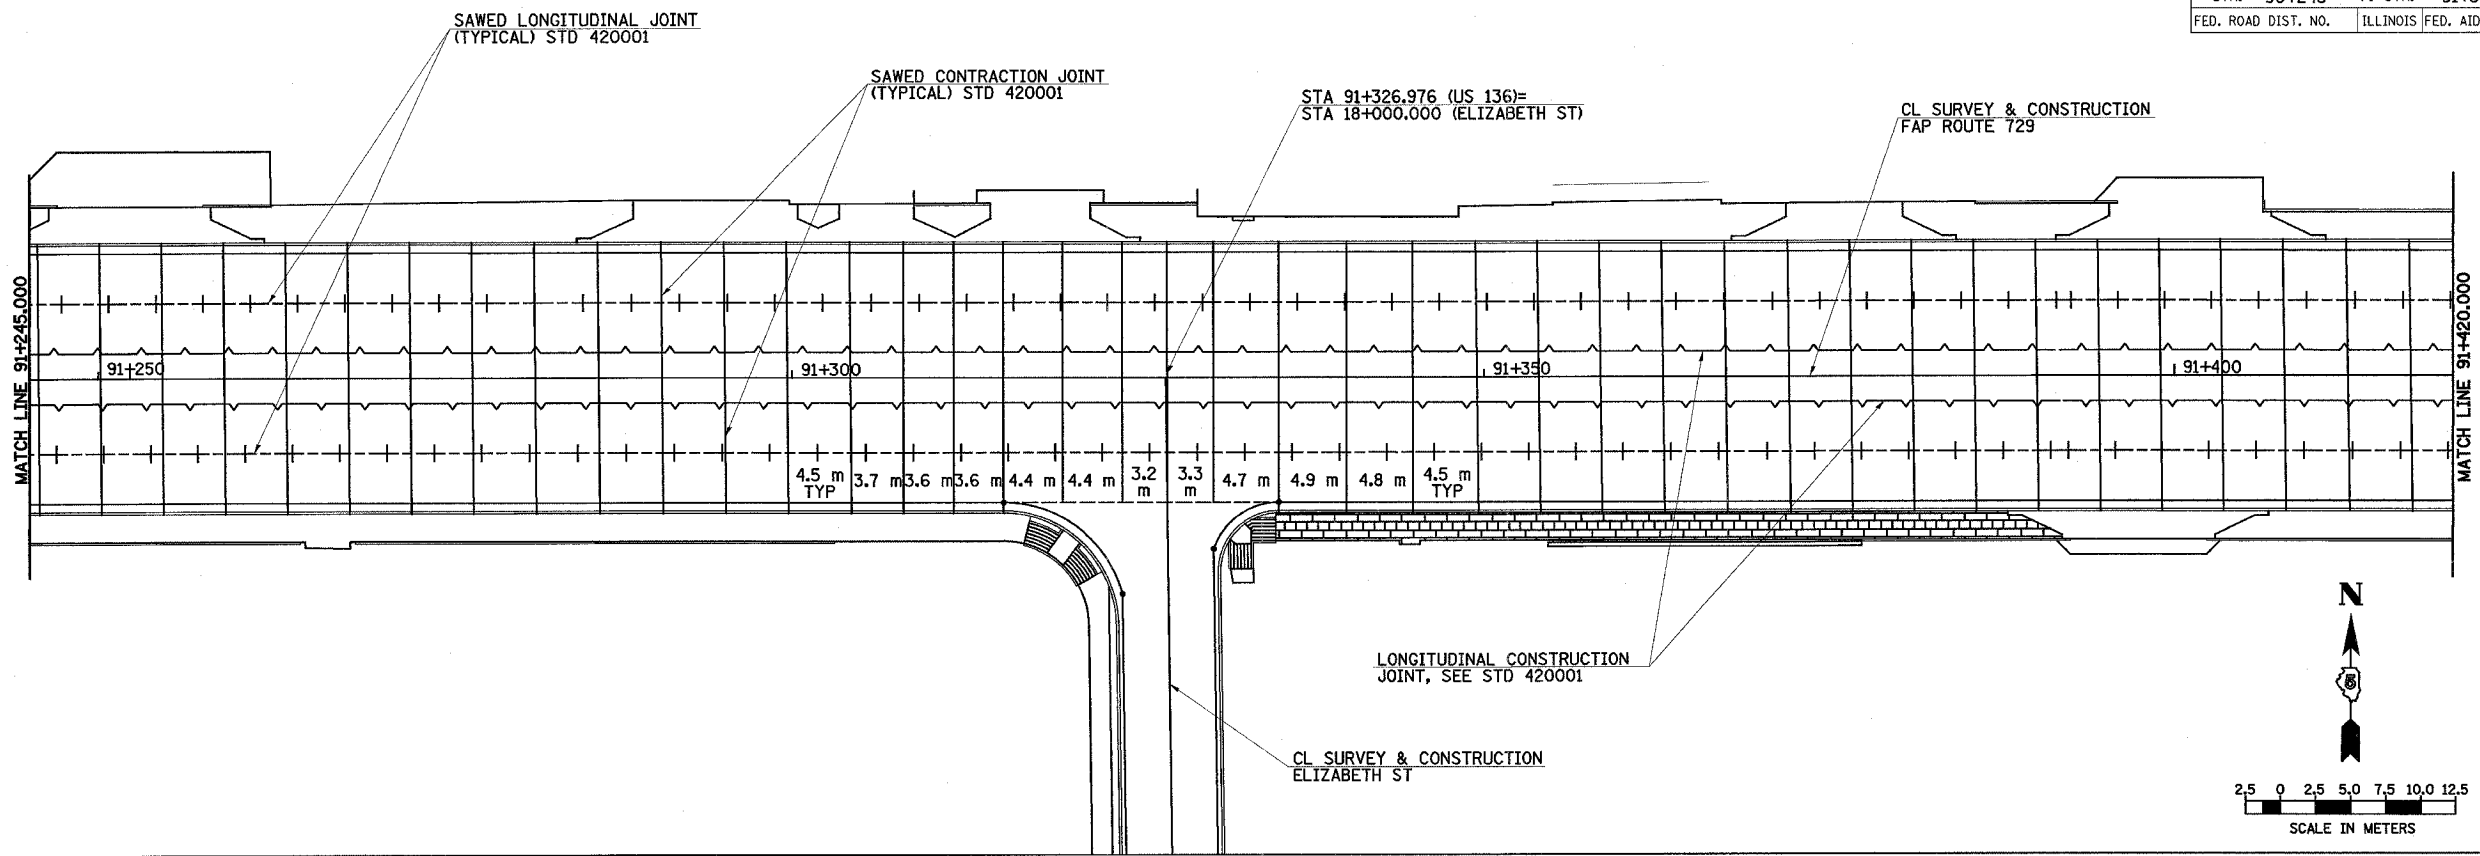 FED. ROAD DIST. NO. ILLINOIS FED. AID
SAWED LONGITUDINAL JOINT
(TYPICAL) STD 420001
SAWED CONTRACTION JOINT
(TYPICAL) STD 420001
STA 91+326.976 (US 136)=
STA 18+000.000 (ELIZABETH ST)
CL SURVEY & CONSTRUCTION
FAP ROUTE 729
MATCH LINE 91+245.000
MATCH LINE 91+420.000
91+250
91+300
91+350
91+400
4.5 m
TYP
3.7 m
3.6 m
3.6 m
4.4 m
4.4 m
3.2
m
3.3
m
4.7 m
4.9 m
4.8 m
4.5 m
TYP
LONGITUDINAL CONSTRUCTION
JOINT, SEE STD 420001
CL SURVEY & CONSTRUCTION
ELIZABETH ST
N
5
2.5 0 2.5 5.0 7.5 10.0 12.5
SCALE IN METERS